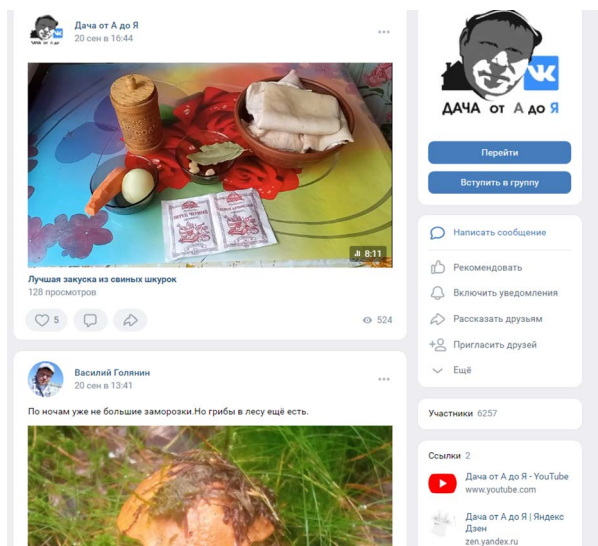 Дача от А до Я
20 сен в 16:44
ПЕРЕЦ ЧЕРНЫЙ
8:11
Лучшая закуска из свиных шкурок
128 просмотров
5
524
Василий Голянин
20 сен в 13:41
По ночам уже не большие заморозки.Но грибы в лесу ещё есть.
ДАЧА от А до Я
Перейти
Вступить в группу
Написать сообщение
Рекомендовать
Включить уведомления
Рассказать друзьям
Пригласить друзей
Ещё
Участники 6257
Ссылки 2
Дача от А до Я - YouTube
www.youtube.com
Дача от А до Я | Яндекс
Дзен
zen.yandex.ru